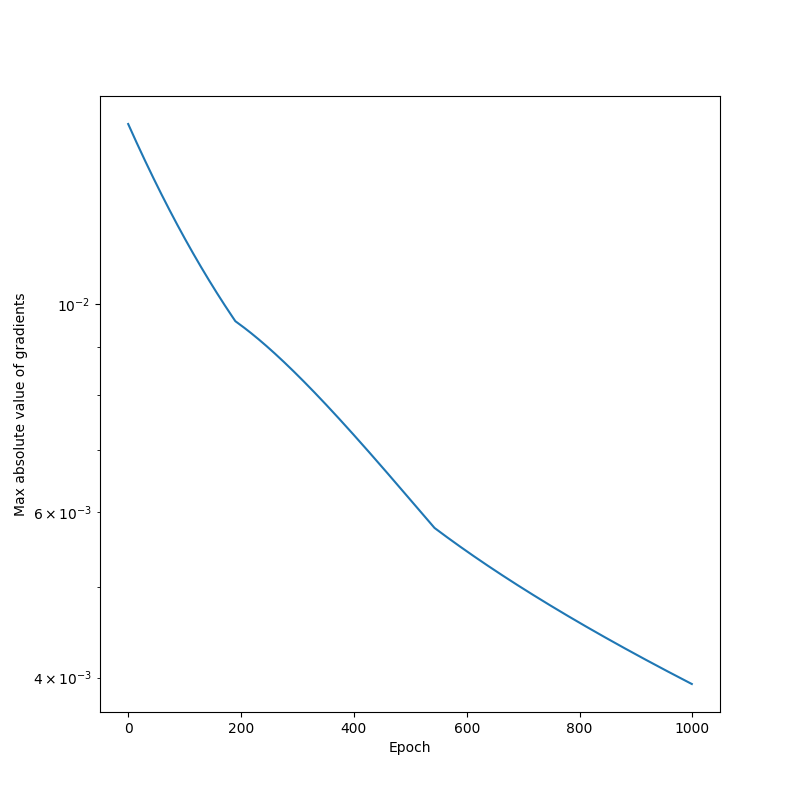 Max absolute value of gradients
10⁻²
6 × 10⁻³
4 × 10⁻³
0 200 400 600 800 1000
Epoch